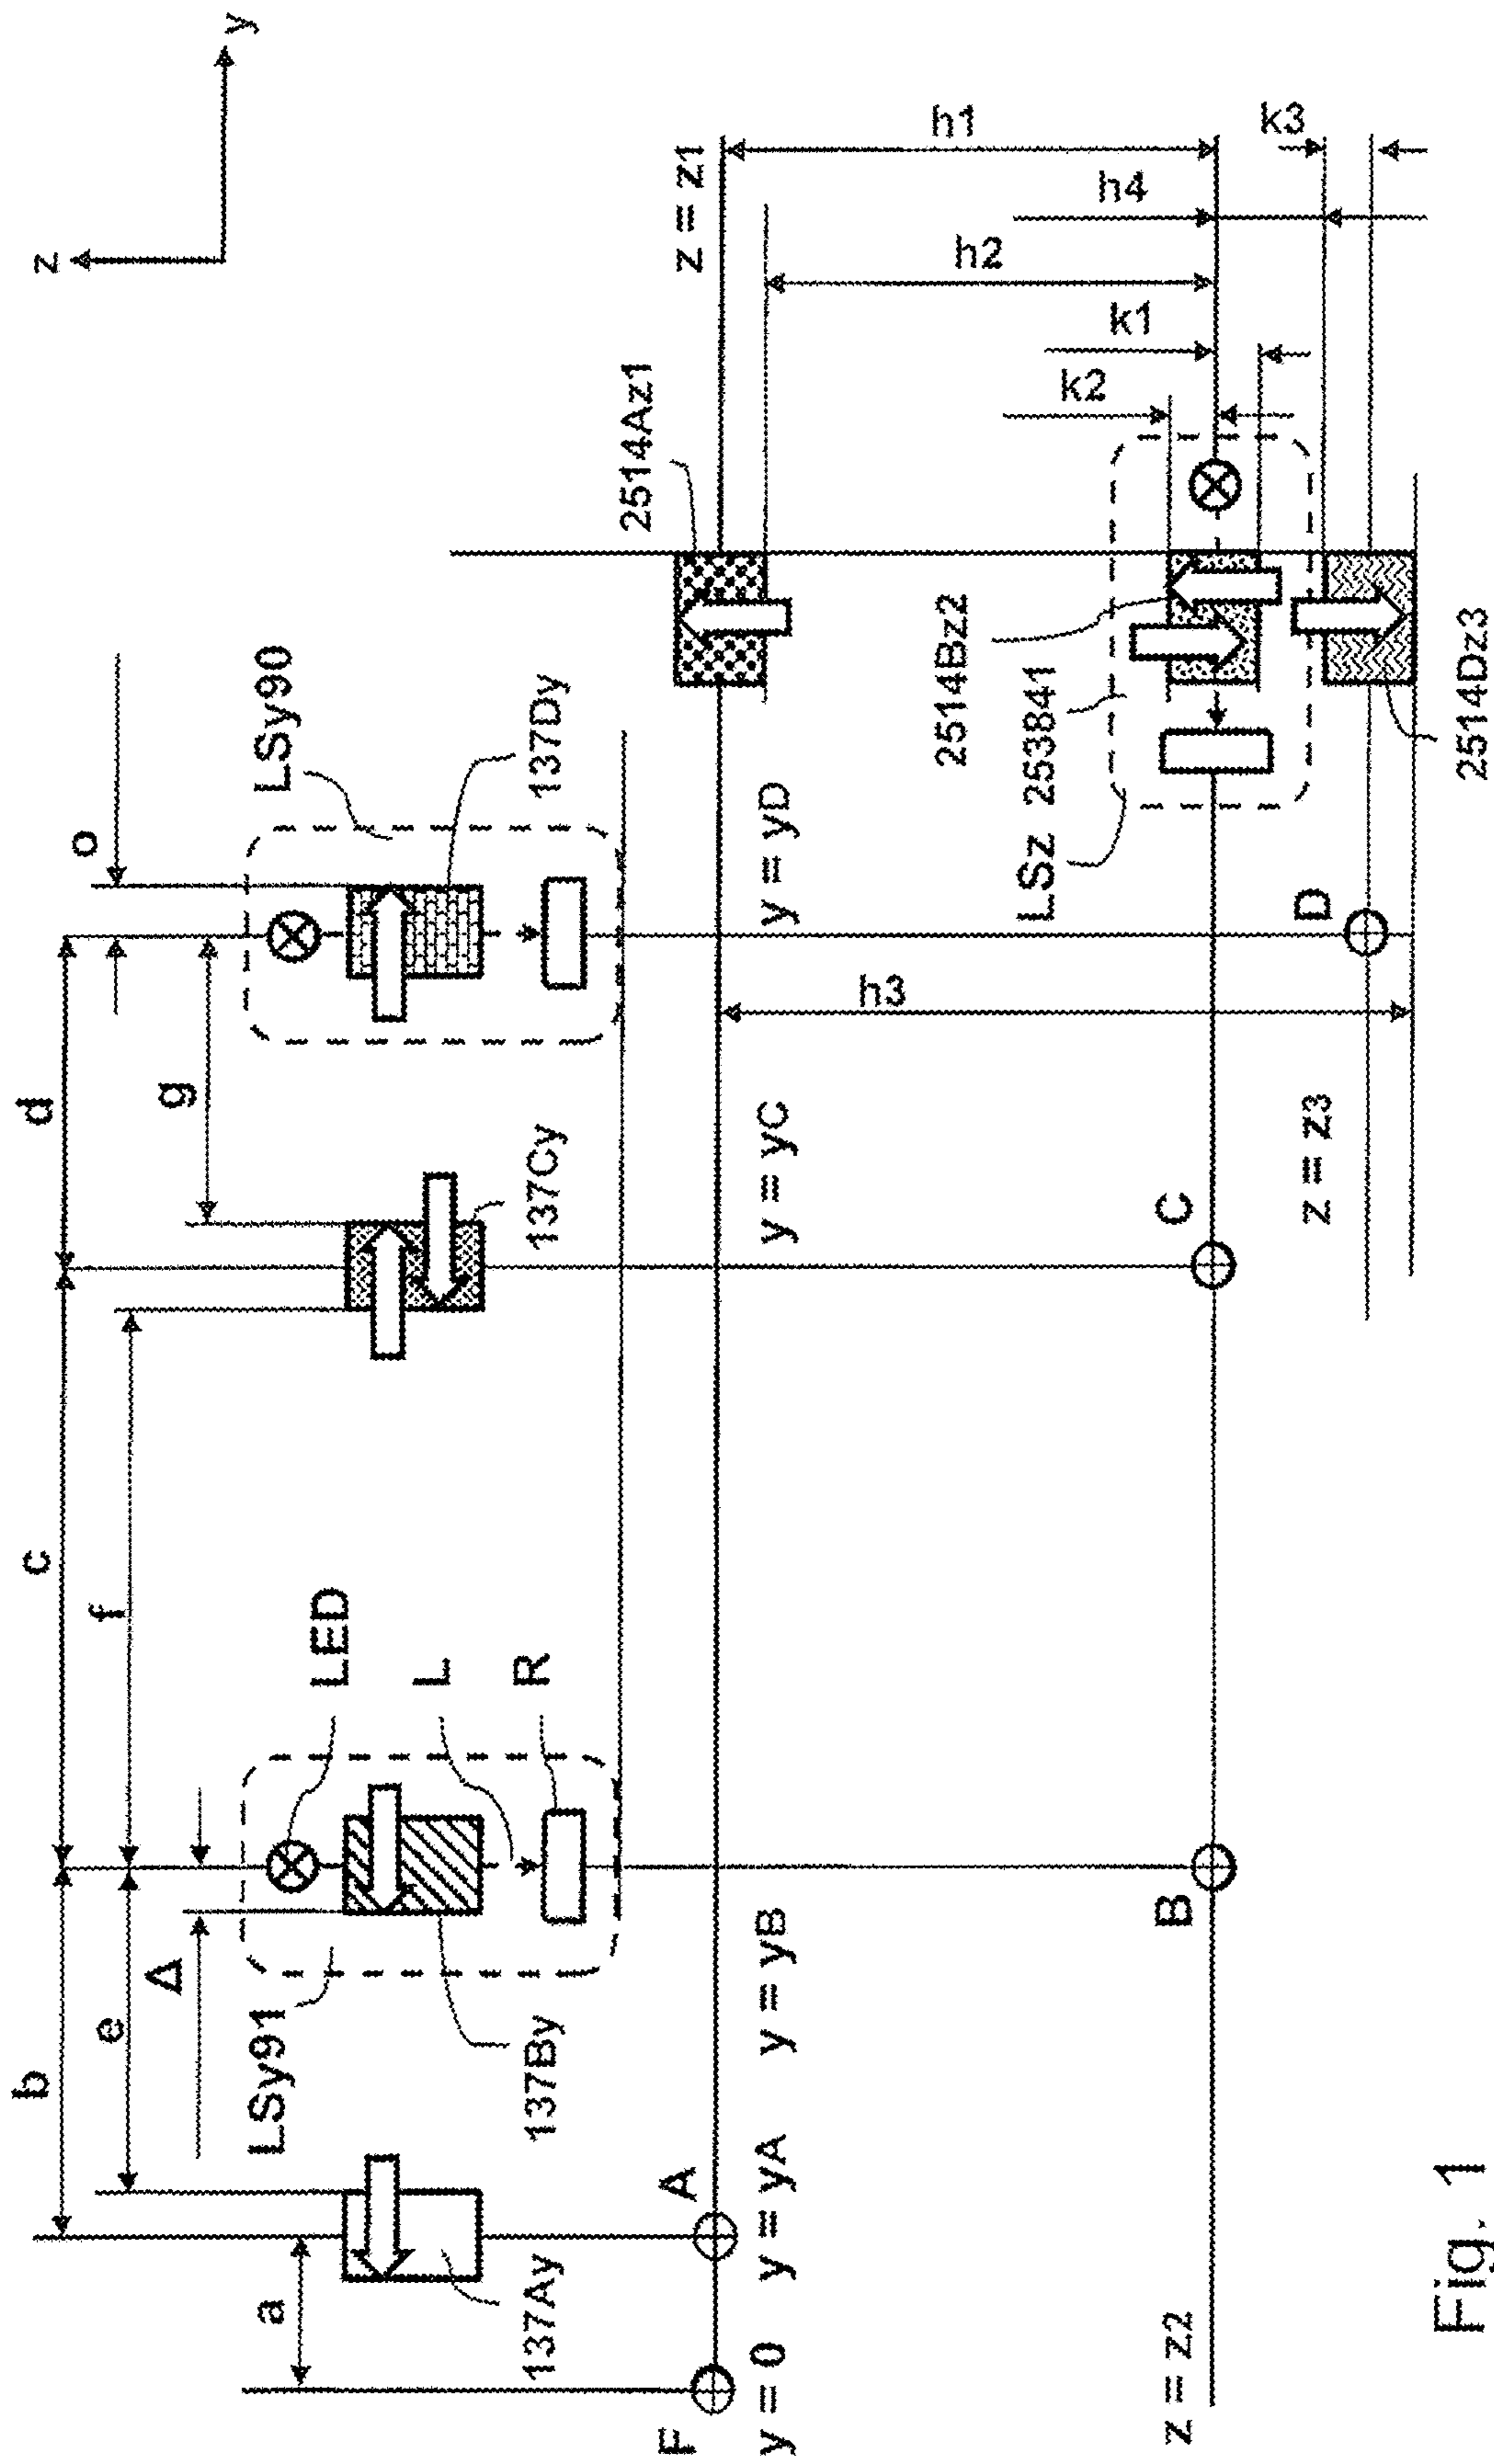 b
c
d
e
f
g
o
Δ
a
LSy91
LED
L
R
LSy90
137Ay
137By
137Cy
137Dy
z
y
F
A
y = 0
y = yA
y = yB
y = yC
y = yD
z = z1
2514Az1
h3
h1
h2
h4
k1
k2
k3
2514Bz2
253841
LSz
z = z2
B
C
D
z = z3
2514Dz3
Fig. 1